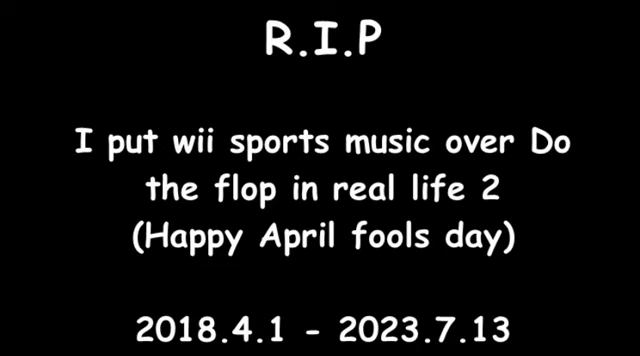 R.I.P
I put wii sports music over Do
the flop in real life 2
(Happy April fools day)
2018.4.1 - 2023.7.13